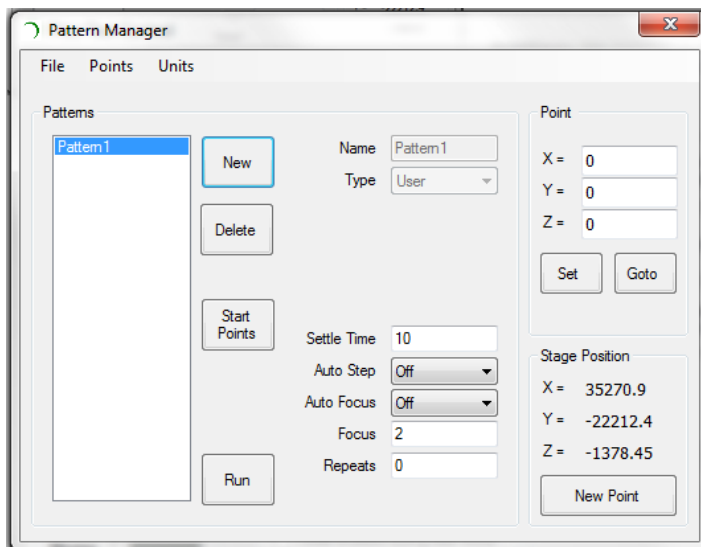 Pattern Manager
File Points Units
Patterns
Pattern1
New
Delete
Start
Points
Run
Name Pattern1
Type User
Settle Time 10
Auto Step Off
Auto Focus Off
Focus 2
Repeats 0
Point
X = 0
Y = 0
Z = 0
Set Goto
Stage Position
X = 35270.9
Y = -22212.4
Z = -1378.45
New Point